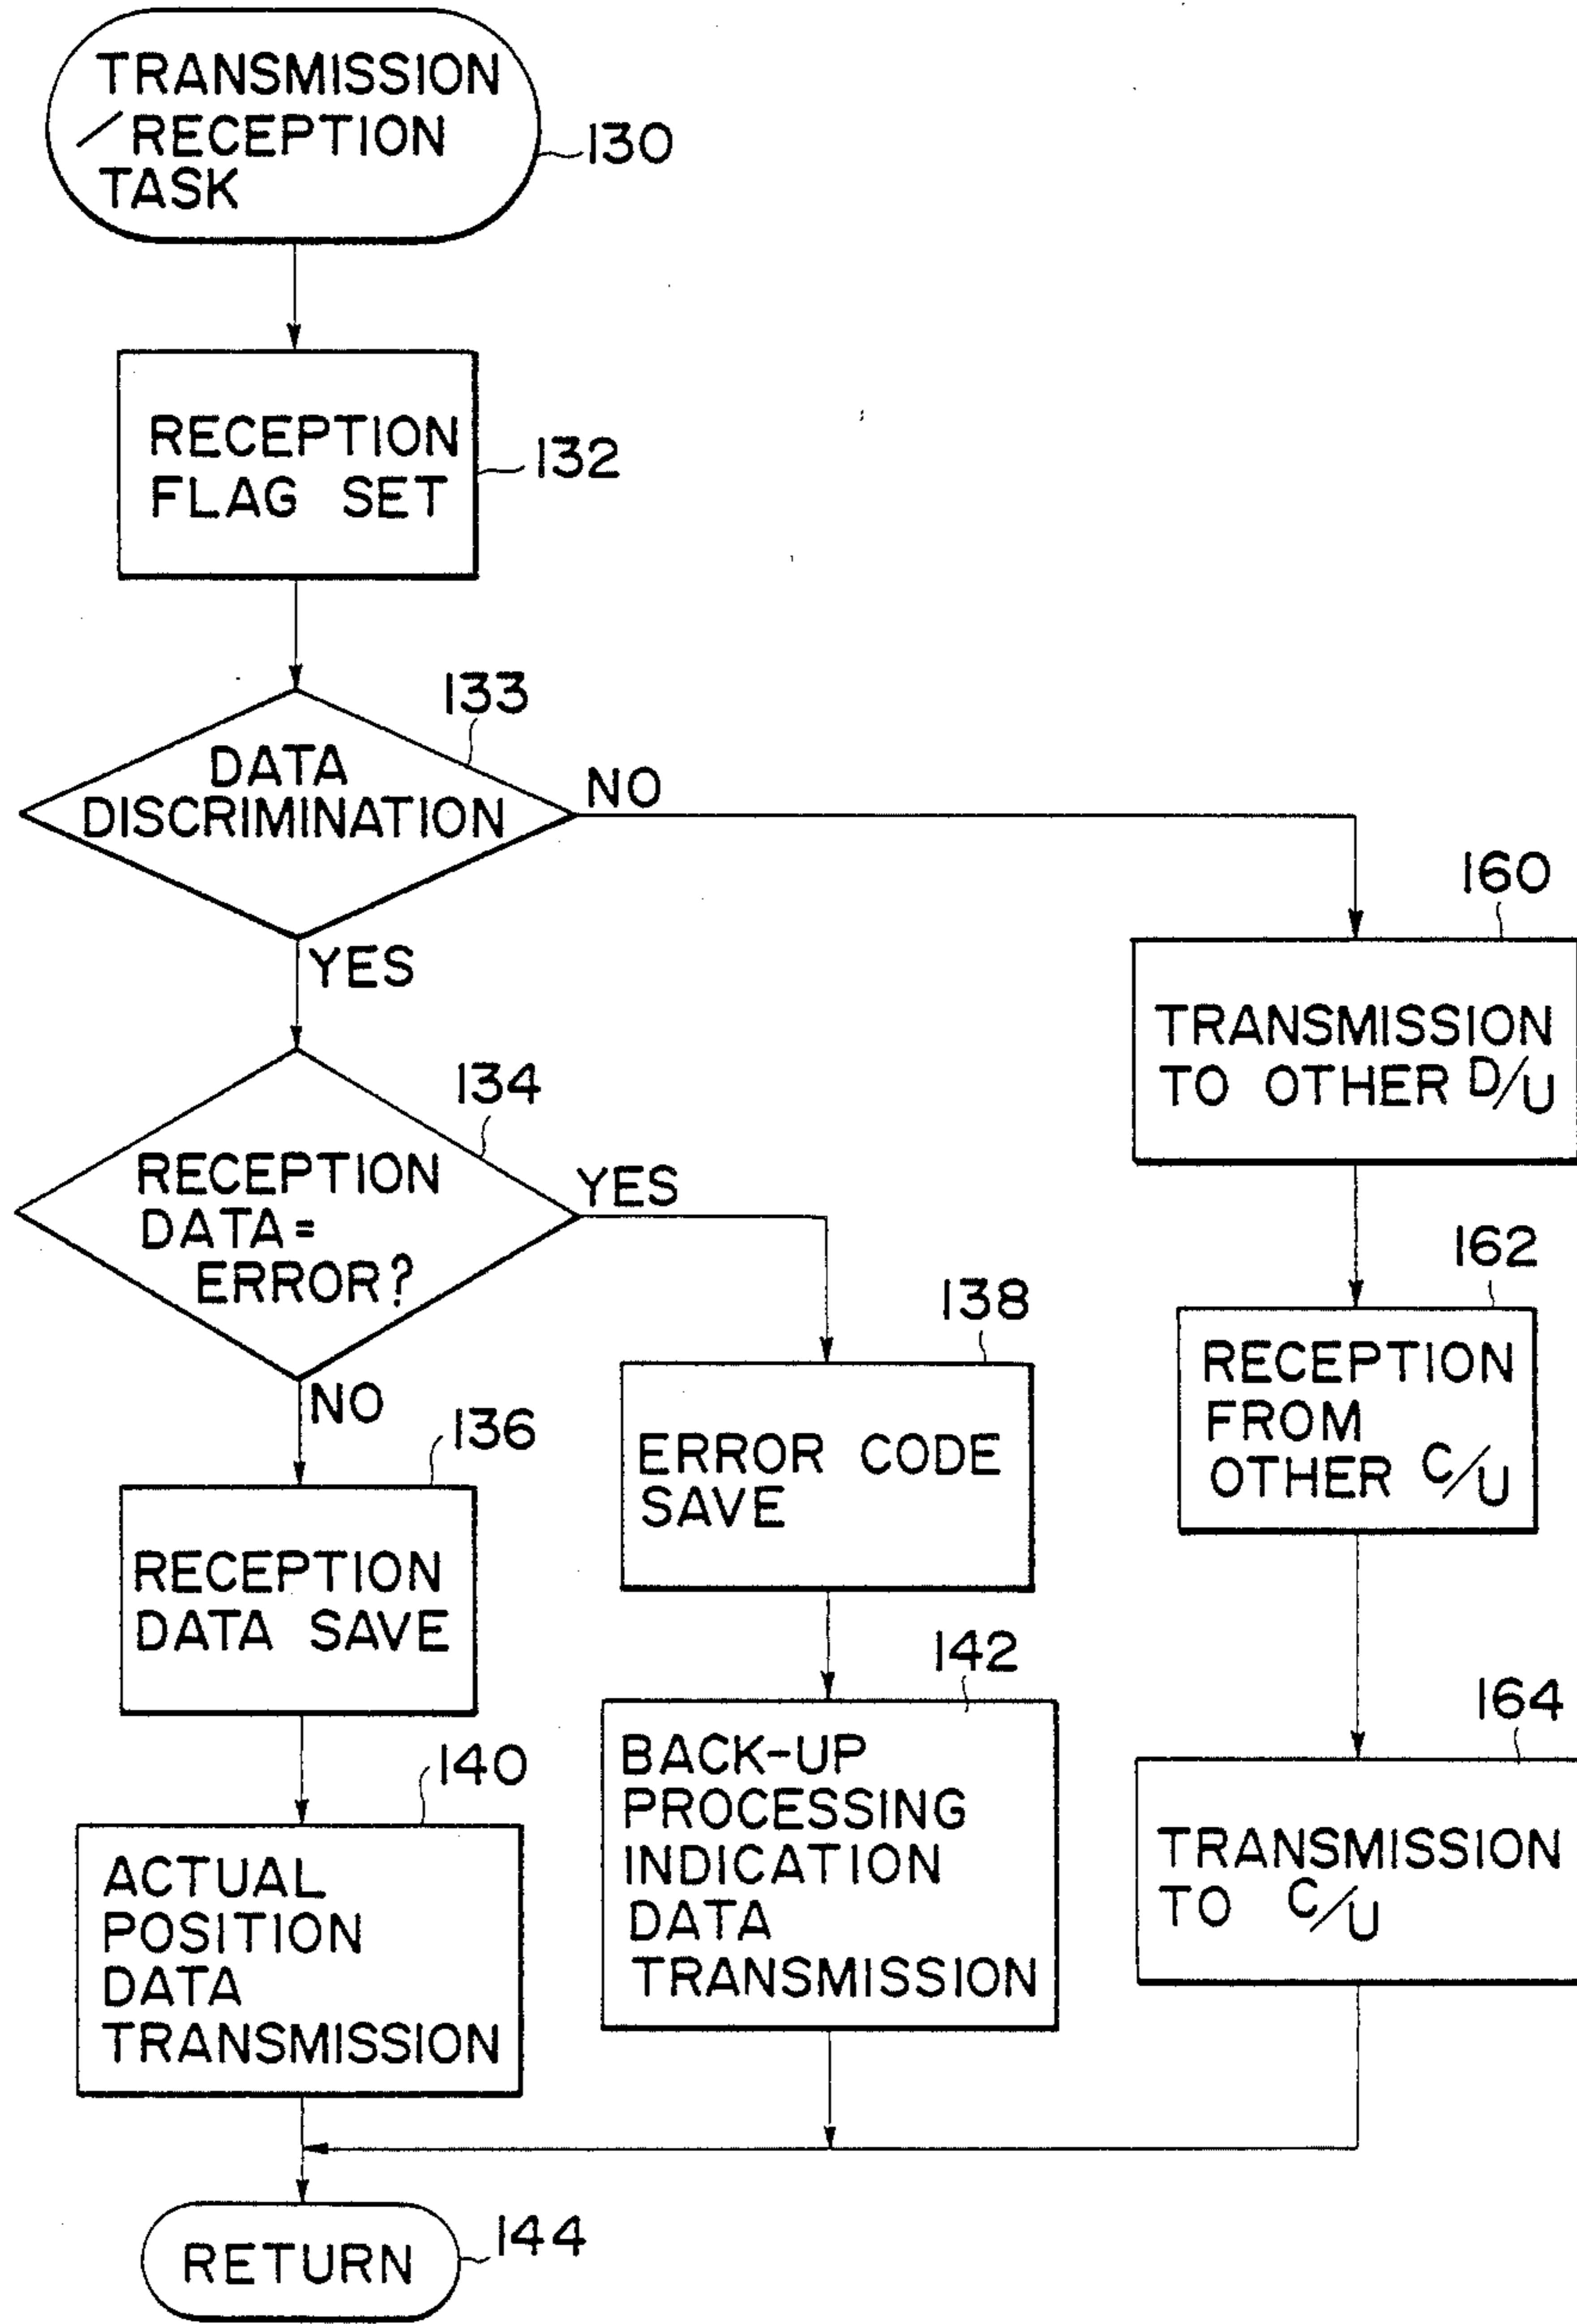 TRANSMISSION
/RECEPTION
TASK
130
RECEPTION
FLAG SET
132
133
DATA
DISCRIMINATION
NO
YES
160
TRANSMISSION
TO OTHER D/U
134
RECEPTION
DATA=
ERROR?
YES
NO
162
RECEPTION
FROM
OTHER C/U
138
ERROR CODE
SAVE
136
RECEPTION
DATA SAVE
142
BACK-UP
PROCESSING
INDICATION
DATA
TRANSMISSION
164
TRANSMISSION
TO C/U
140
ACTUAL
POSITION
DATA
TRANSMISSION
RETURN
144